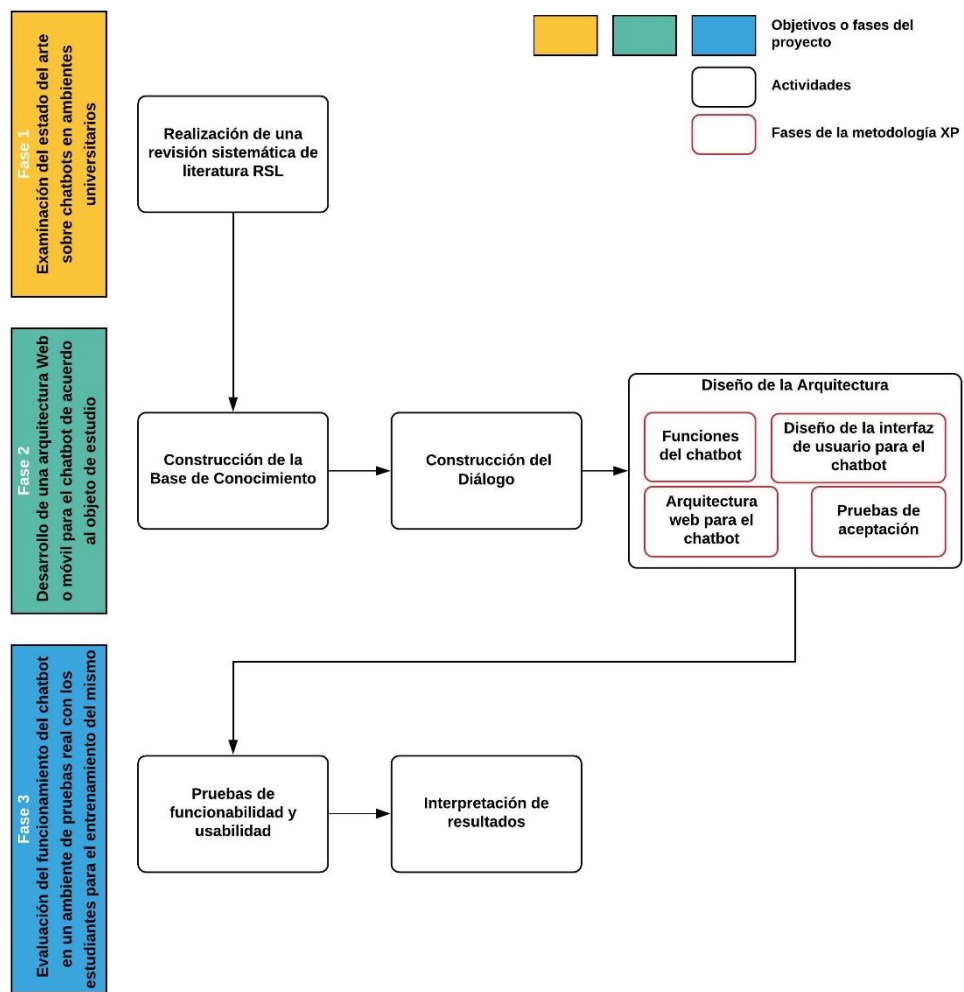 Objetivos o fases del
proyecto
Actividades
Fases de la metodología XP
Fase 1
Examinación del estado del arte
sobre chatbots en ambientes
universitarios
Realización de una
revisión sistemática de
literatura RSL
Fase 2
Desarrollo de una arquitectura Web
o móvil para el chatbot de acuerdo
al objeto de estudio
Construcción de la
Base de Conocimiento
Construcción del
Diálogo
Diseño de la Arquitectura
Funciones
del chatbot
Diseño de la interfaz
de usuario para el
chatbot
Arquitectura
web para el
chatbot
Pruebas de
aceptación
Fase 3
Evaluación del funcionamiento del chatbot
en un ambiente de pruebas real con los
estudiantes para el entrenamiento del mismo
Pruebas de
funcionabilidad y
usabilidad
Interpretación de
resultados